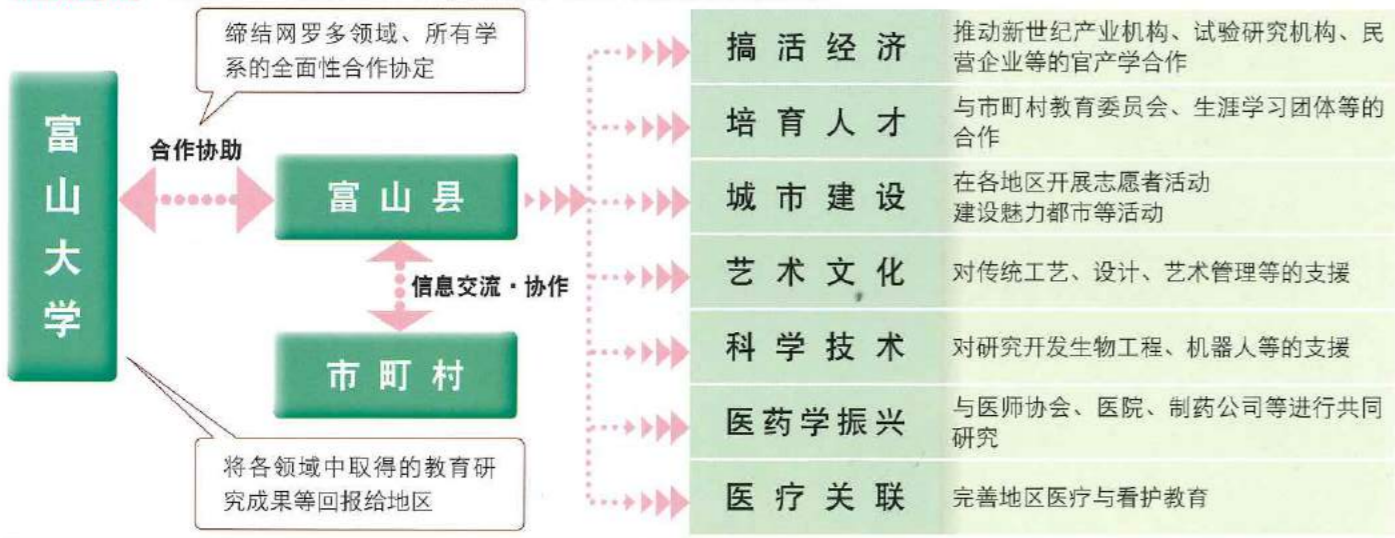 缔结网罗多领域、所有学
系的全面性合作协定
富山大学
合作协助
富山县
信息交流·协作
市町村
将各领域中取得的教育研
究成果等回报给地区
搞活经济
推动新世纪产业机构、试验研究机构、民
营企业等的官产学合作
培育人才
与市町村教育委员会、生涯学习团体等的
合作
城市建设
在各地区开展志愿者活动
建设魅力都市等活动
艺术文化
对传统工艺、设计、艺术管理等的支援
科学技术
对研究开发生物工程、机器人等的支援
医药学振兴
与医师协会、医院、制药公司等进行共同
研究
医疗关联
完善地区医疗与看护教育